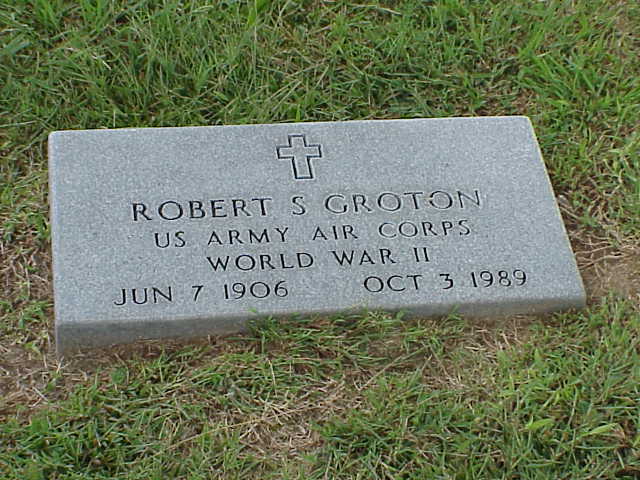 ROBERT S GROTON
US ARMY AIR CORPS
WORLD WAR II
JUN 7 1906 OCT 3 1989